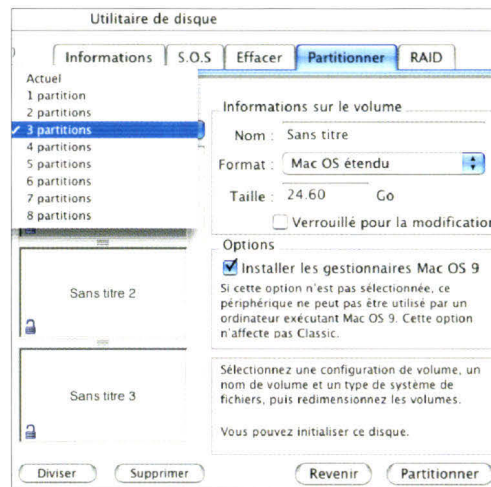 Utilitaire de disque
Informations
S.O.S
Effacer
Partitionner
RAID
Actuel
1 partition
2 partitions
✓ 3 partitions
4 partitions
5 partitions
6 partitions
7 partitions
8 partitions
Informations sur le volume
Nom : Sans titre
Format : Mac OS étendu
Taille : 24.60 Go
Verrouillé pour la modification
Options
Installer les gestionnaires Mac OS 9
Si cette option n'est pas sélectionnée, ce
périphérique ne peut pas être utilisé par un
ordinateur exécutant Mac OS 9. Cette option
n'affecte pas Classic.
Sans titre 2
Sans titre 3
Sélectionnez une configuration de volume, un
nom de volume et un type de système de
fichiers, puis redimensionnez les volumes.
Vous pouvez initialiser ce disque.
Diviser
Supprimer
Revenir
Partitionner